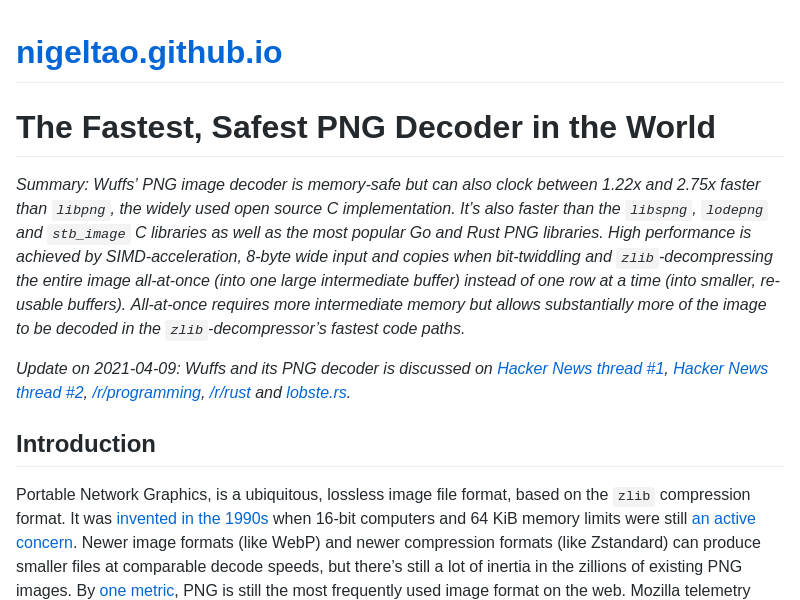 nigeltao.github.io
The Fastest, Safest PNG Decoder in the World
Summary: Wuffs’ PNG image decoder is memory-safe but can also clock between 1.22x and 2.75x faster
than libpng, the widely used open source C implementation. It’s also faster than the libspng, lodepng
and stb_image C libraries as well as the most popular Go and Rust PNG libraries. High performance is
achieved by SIMD-acceleration, 8-byte wide input and copies when bit-twiddling and zlib-decompressing
the entire image all-at-once (into one large intermediate buffer) instead of one row at a time (into smaller, re-
usable buffers). All-at-once requires more intermediate memory but allows substantially more of the image
to be decoded in the zlib-decompressor’s fastest code paths.
Update on 2021-04-09: Wuffs and its PNG decoder is discussed on Hacker News thread #1, Hacker News
thread #2, /r/programming, /r/rust and lobste.rs.
Introduction
Portable Network Graphics, is a ubiquitous, lossless image file format, based on the zlib compression
format. It was invented in the 1990s when 16-bit computers and 64 KiB memory limits were still an active
concern. Newer image formats (like WebP) and newer compression formats (like Zstandard) can produce
smaller files at comparable decode speeds, but there’s still a lot of inertia in the zillions of existing PNG
images. By one metric, PNG is still the most frequently used image format on the web. Mozilla telemetry